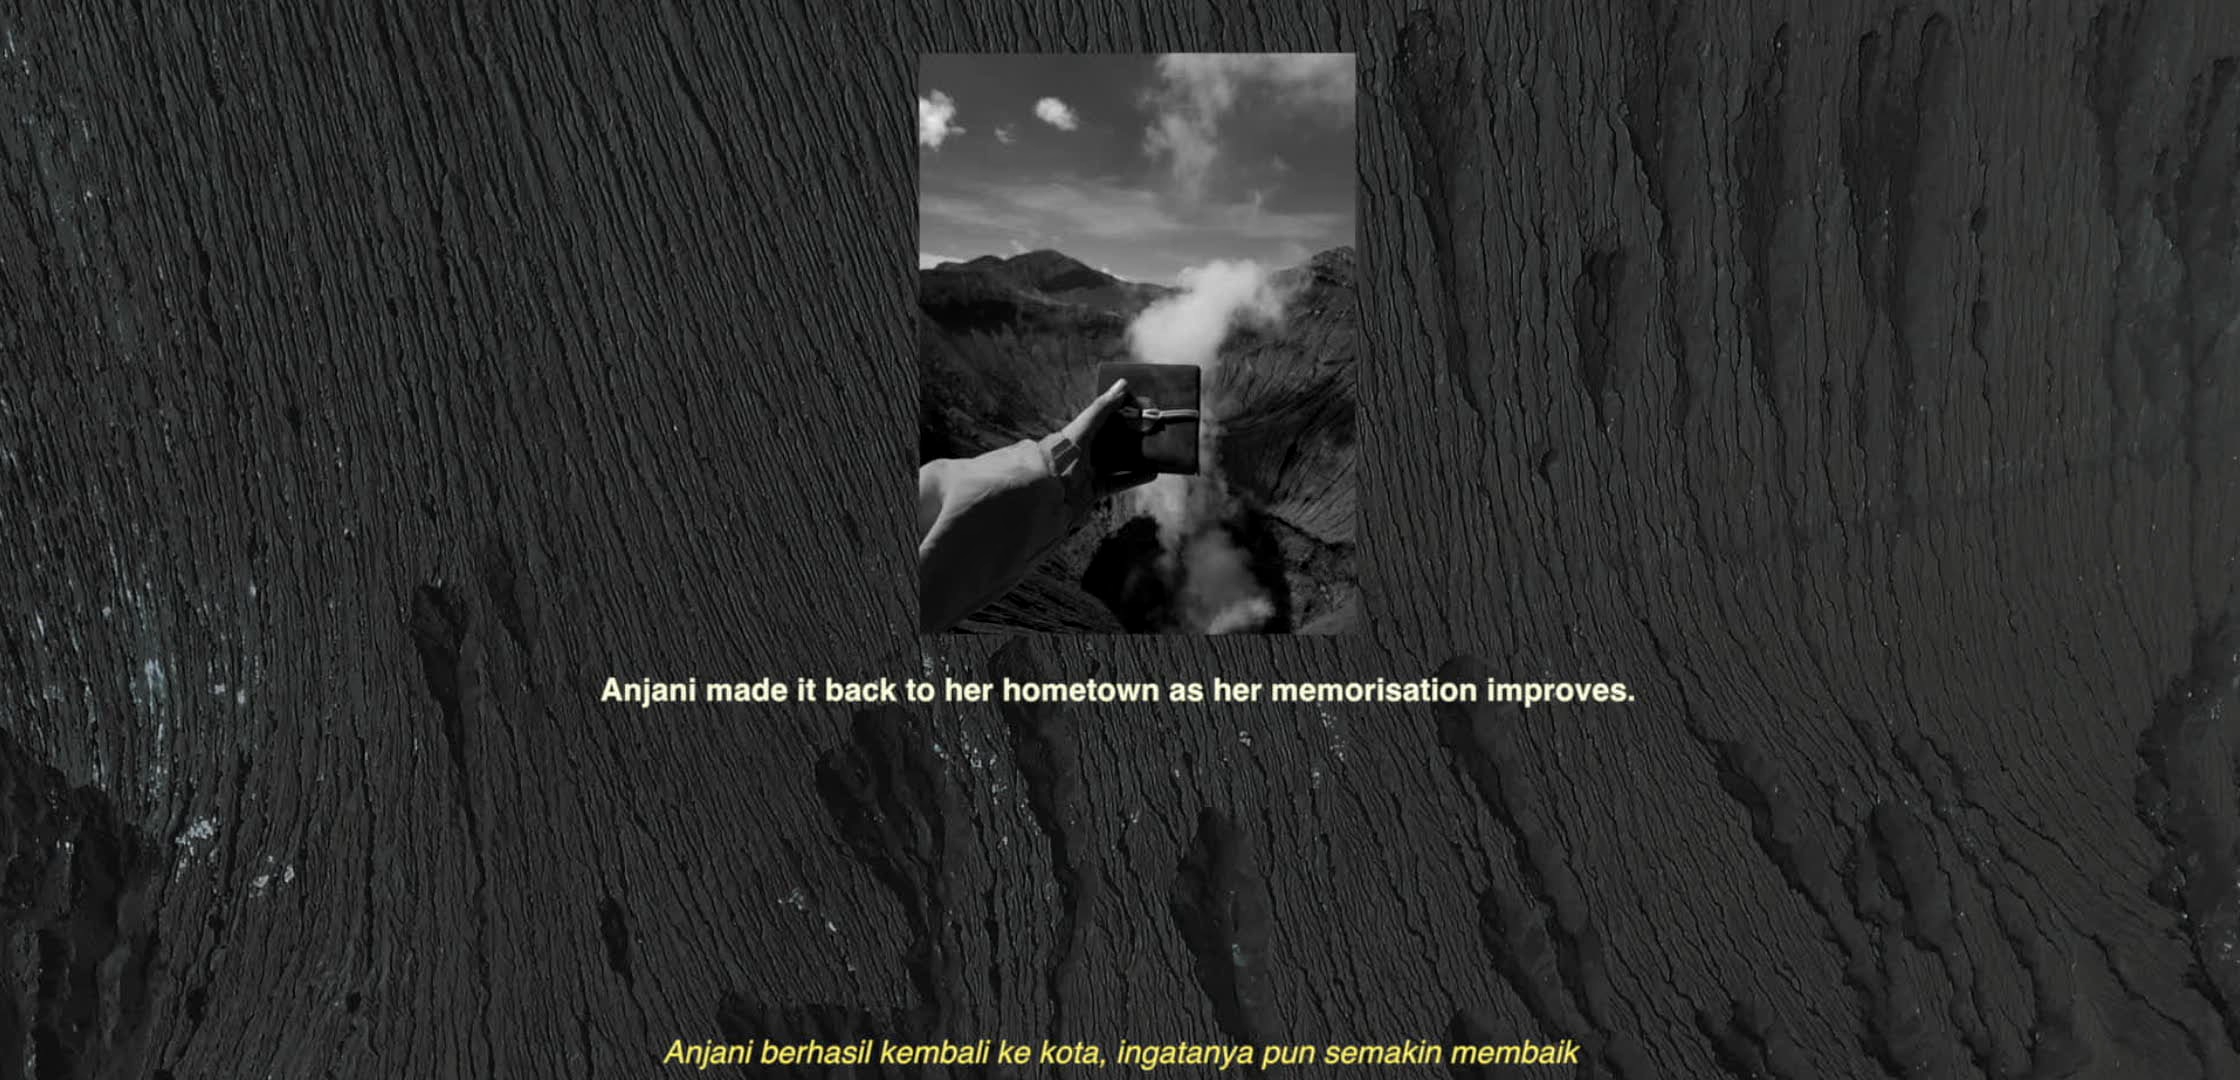 Anjani made it back to her hometown as her memorisation improves.
Anjani berhasil kembali ke kota, ingatanya pun semakin membaik